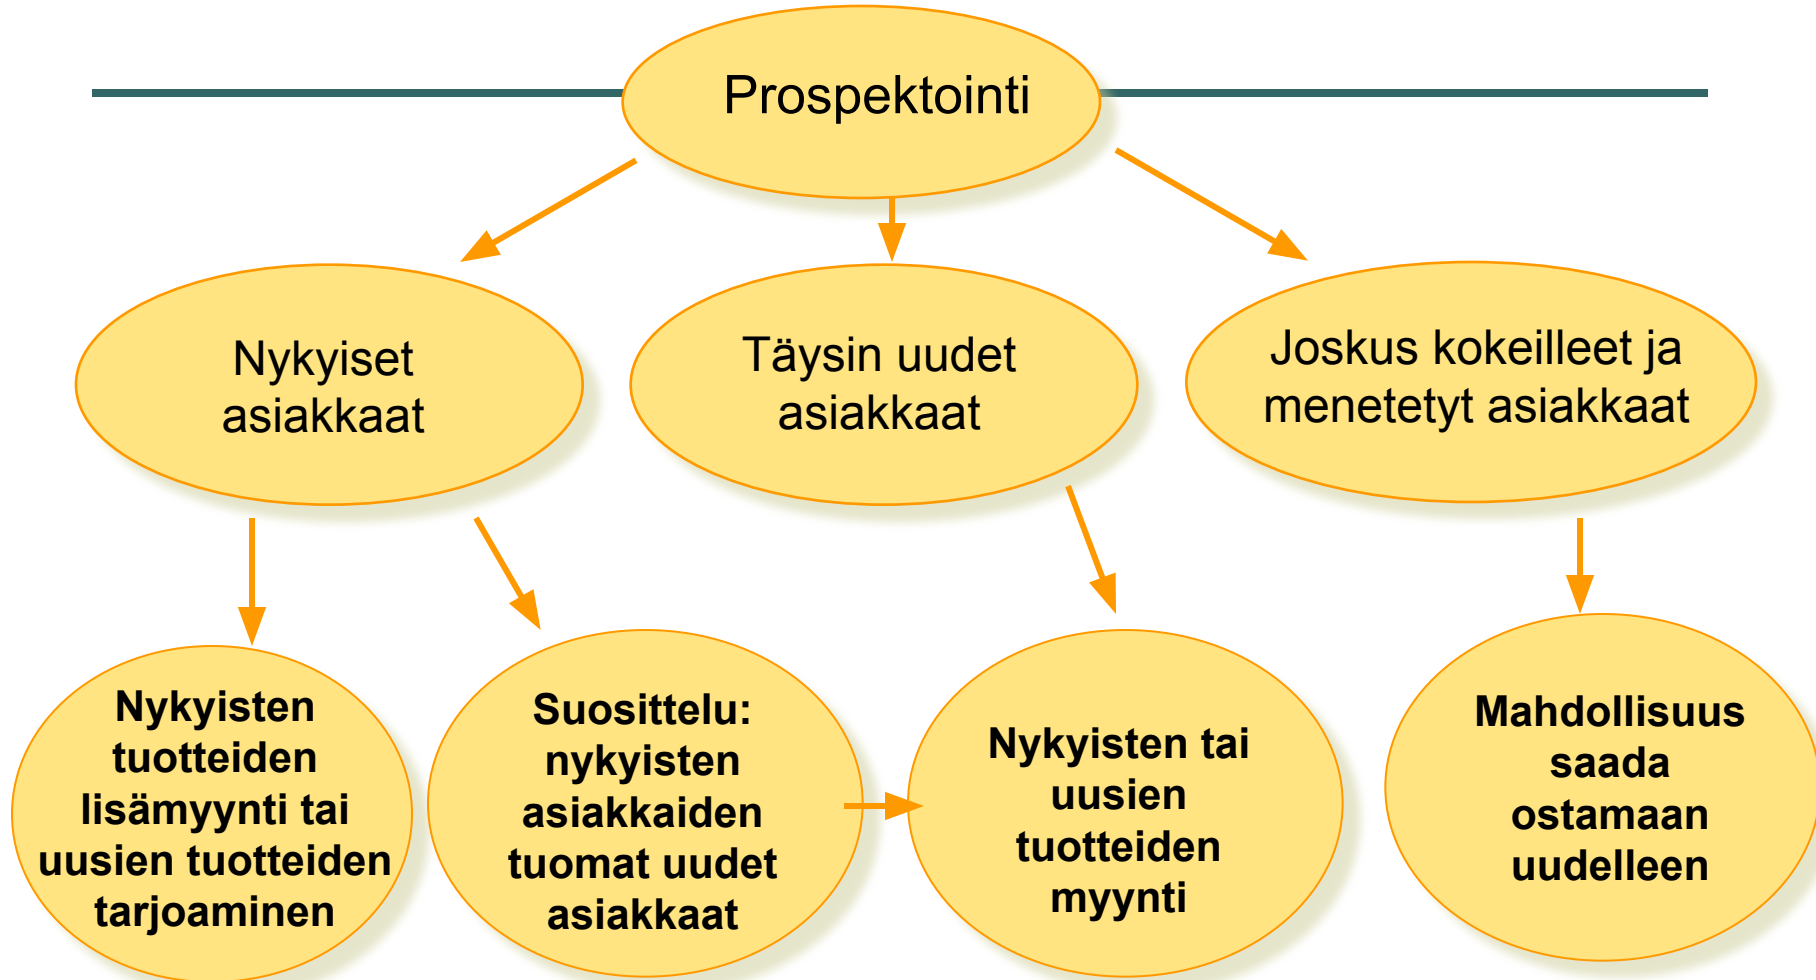 Prospektointi
Nykyiset
asiakkaat
Täysin uudet
asiakkaat
Joskus kokeilleet ja
menetetyt asiakkaat
Nykyisten
tuotteiden
lisämyynti tai
uusien tuotteiden
tarjoaminen
Suosittelu:
nykyisten
asiakkaiden
tuomat uudet
asiakkaat
Nykyisten tai
uusien
tuotteiden
myynti
Mahdollisuus
saada
ostamaan
uudelleen